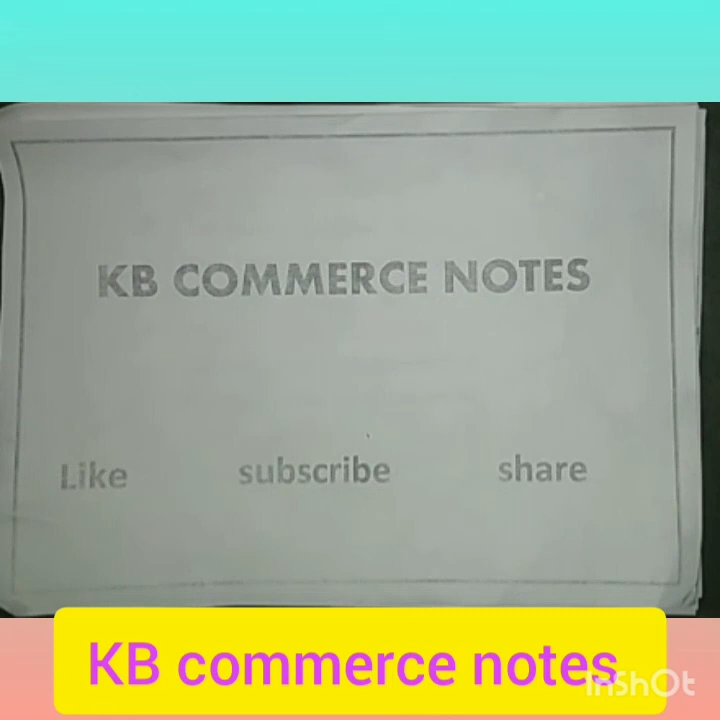 KB COMMERCE NOTES
Like subscribe share
KB commerce notes
InShOt